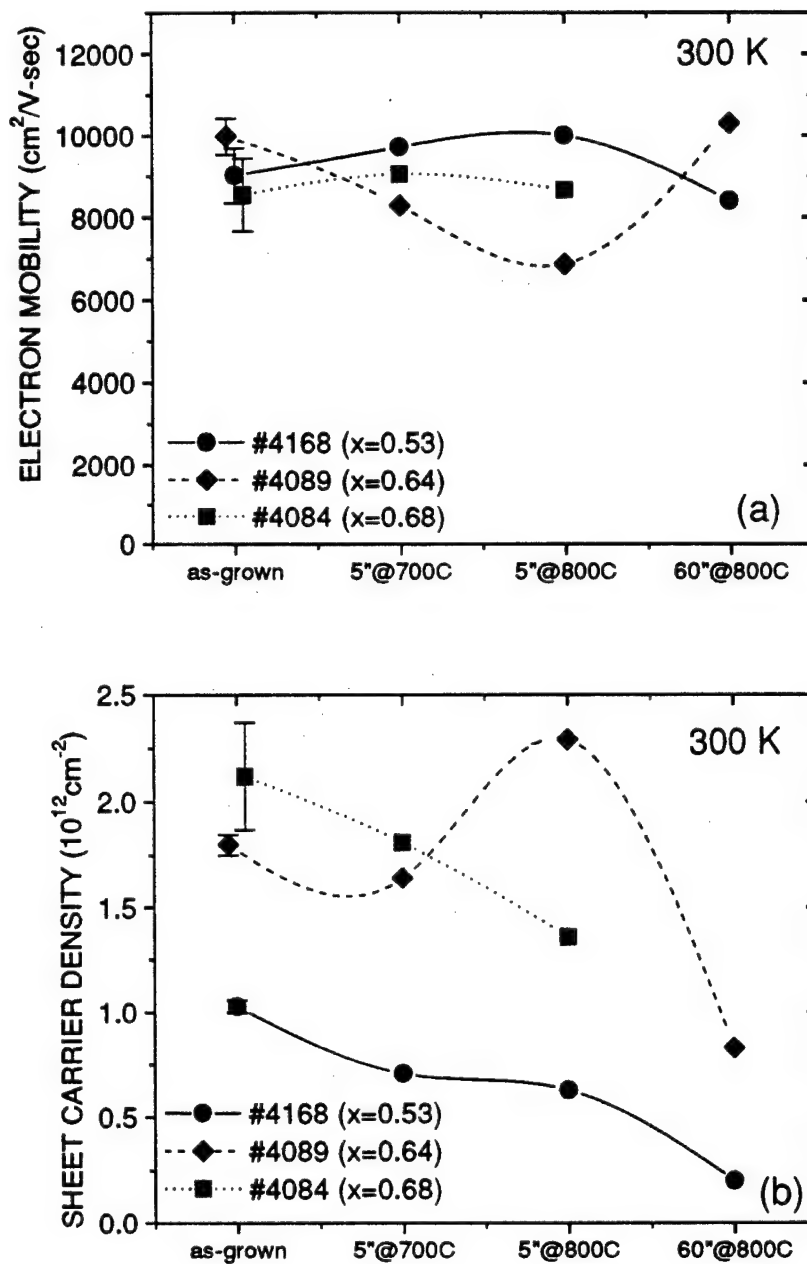 12000
10000
8000
6000
4000
2000
0
ELECTRON MOBILITY (cm²/V-sec)
300 K
#4168 (x=0.53)
#4089 (x=0.64)
#4084 (x=0.68)
(a)
as-grown 5"@700C 5"@800C 60"@800C
2.5
2.0
1.5
1.0
0.5
0.0
SHEET CARRIER DENSITY (10¹²cm⁻²)
300 K
#4168 (x=0.53)
#4089 (x=0.64)
#4084 (x=0.68)
(b)
as-grown 5"@700C 5"@800C 60"@800C